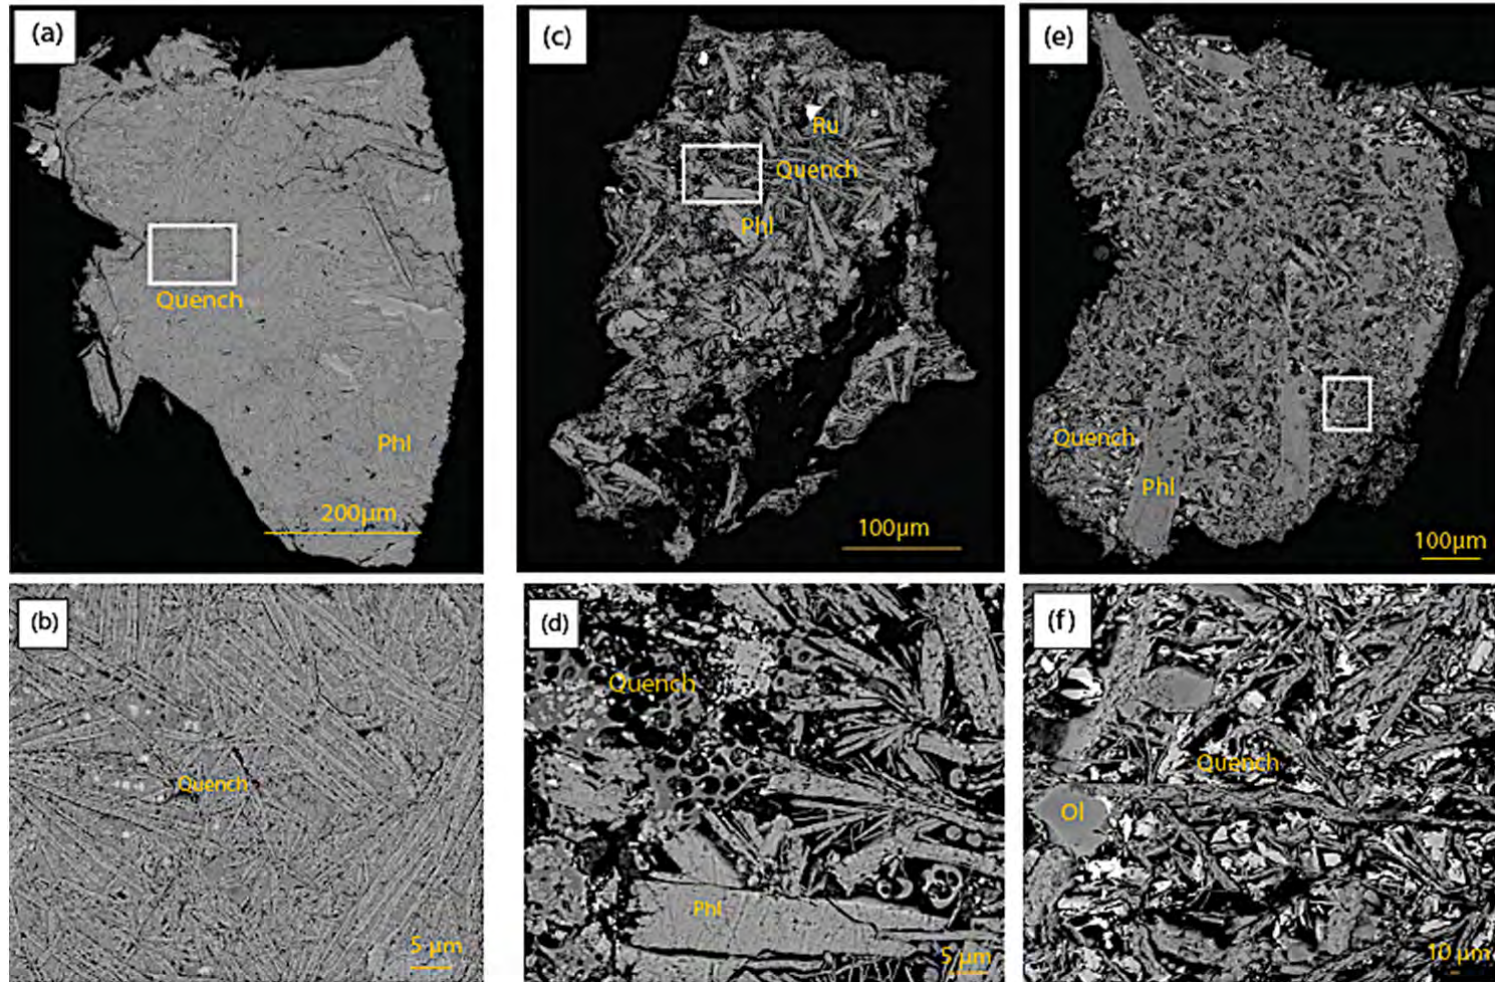 (a)
Quench
Phl
200μm
(c)
Ru
Quench
Phl
100μm
(e)
Quench
Phl
100μm
(b)
Quench
5 μm
(d)
Quench
Phl
5 μm
(f)
Quench
Ol
10 μm